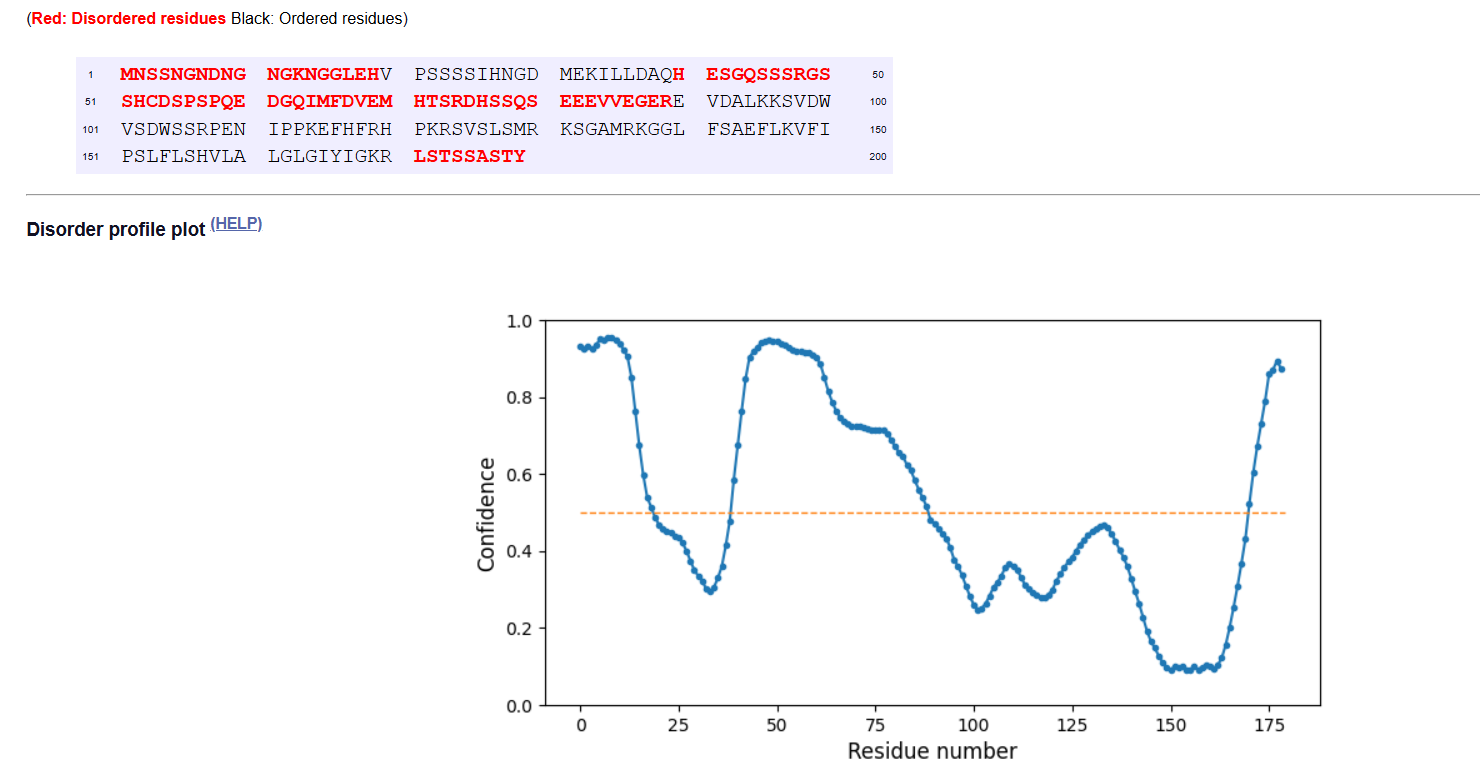 (Red: Disordered residues Black: Ordered residues)
1 MNSSNGNDNG NGKNGGLEHV PSSSSIHNGD MEKILLDAQH ESGQSSSRGS 50
51 SHCDSPSPQE DGQIMFDVEM HTSRDHSSQS EEEVVEGERE VDALKKSVDW 100
101 VSDWSSRPEN IPPKEFHFRH PKRSVSLSMR KSGAMRKGGL FSAEFLKVFI 150
151 PSLFLSHVLA LGLGIYIGKR LSTSSASTY 200
Disorder profile plot (HELP)
1.0
0.8
0.6
0.4
0.2
0.0
Confidence
0 25 50 75 100 125 150 175
Residue number